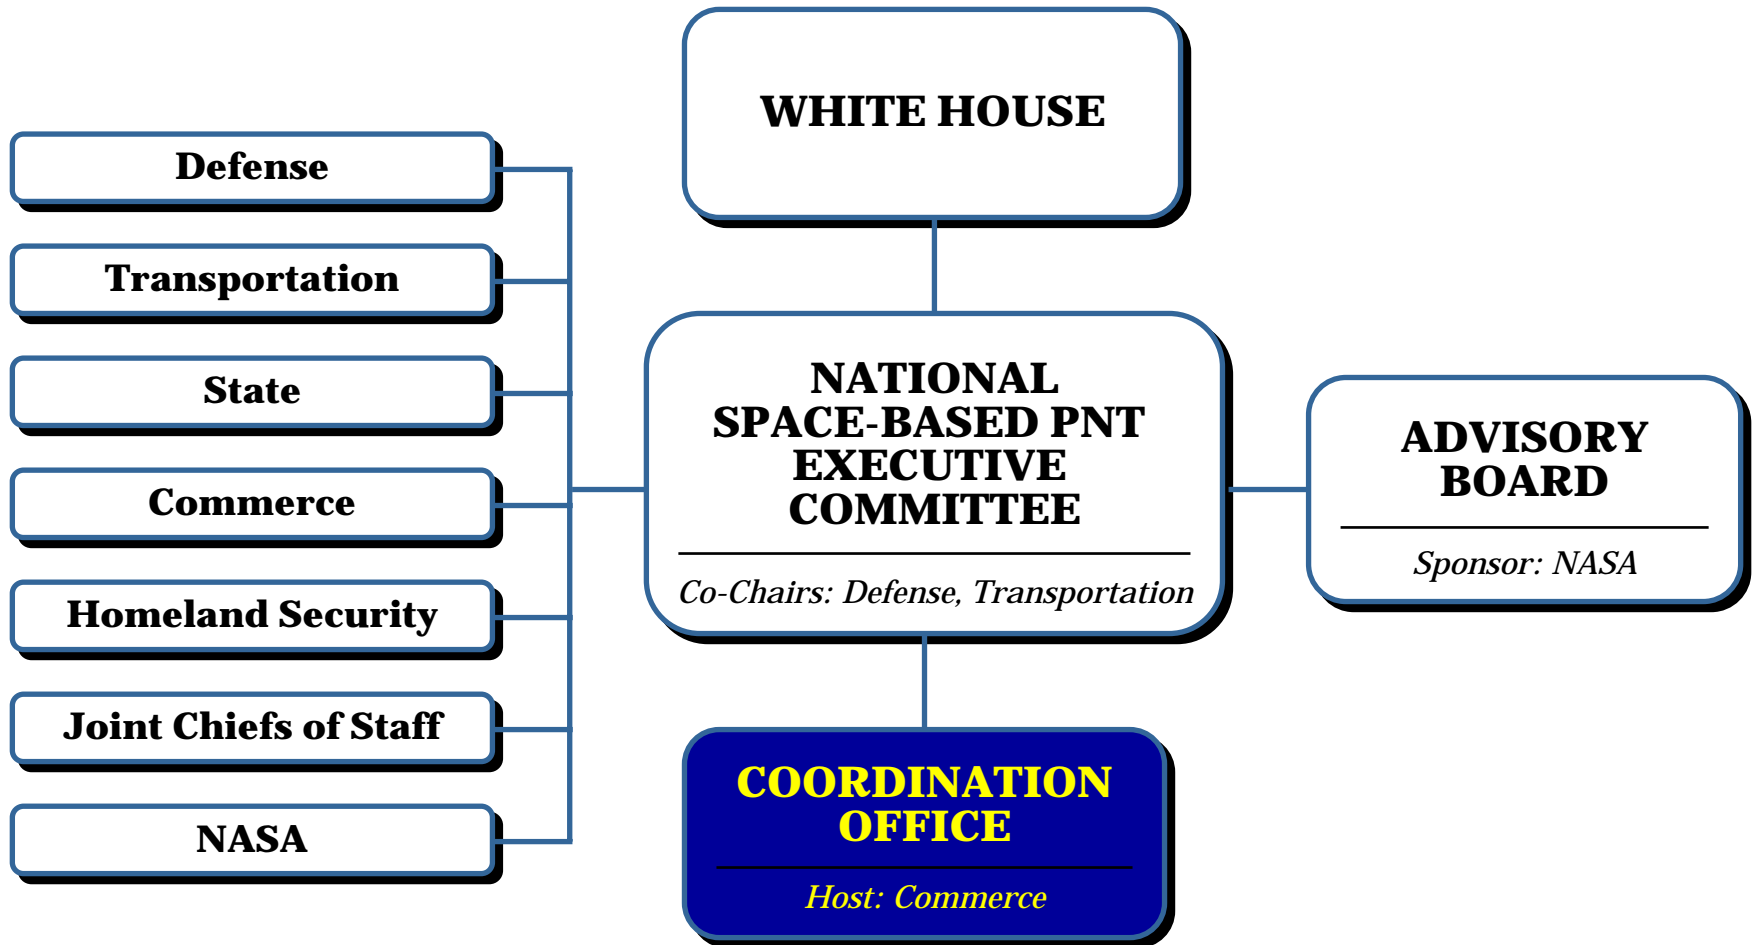 WHITE HOUSE
Defense
Transportation
State
Commerce
Homeland Security
Joint Chiefs of Staff
NASA
NATIONAL
SPACE-BASED PNT
EXECUTIVE
COMMITTEE
Co-Chairs: Defense, Transportation
ADVISORY
BOARD
Sponsor: NASA
COORDINATION
OFFICE
Host: Commerce